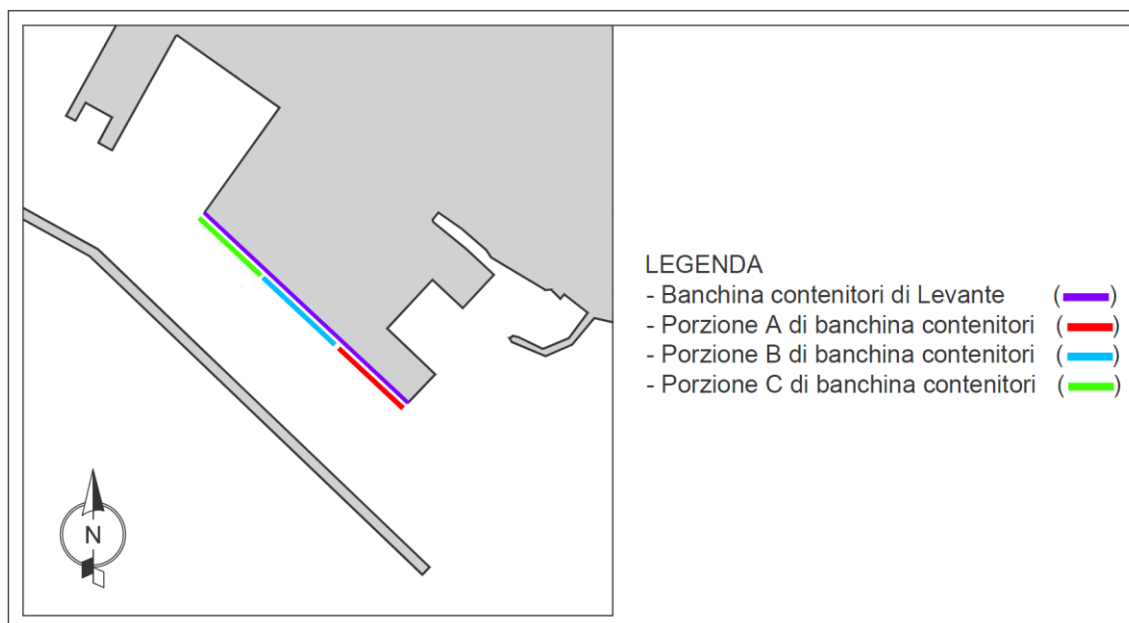 LEGENDA
- Banchina contenitori di Levante ( )
- Porzione A di banchina contenitori ( )
- Porzione B di banchina contenitori ( )
- Porzione C di banchina contenitori ( )
N